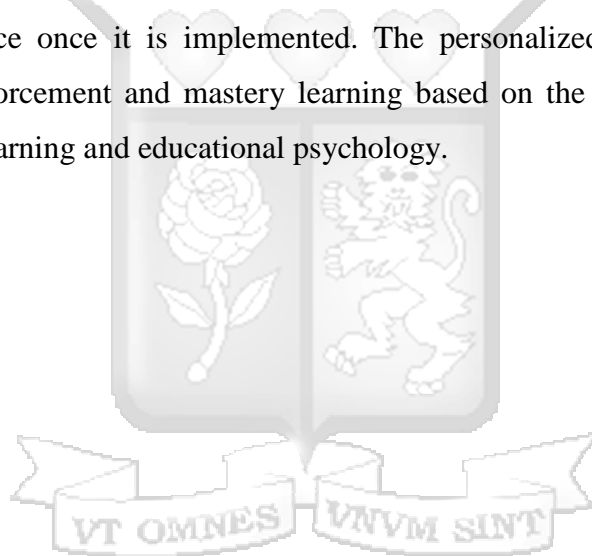 ce once it is implemented. The personalized
orcement and mastery learning based on the
arning and educational psychology.
VT OMNES VNVM SINT